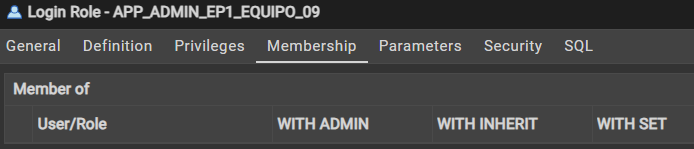 Login Role - APP_ADMIN_EP1_EQUIPO_09
General Definition Privileges Membership Parameters Security SQL
Member of
User/Role WITH ADMIN WITH INHERIT WITH SET